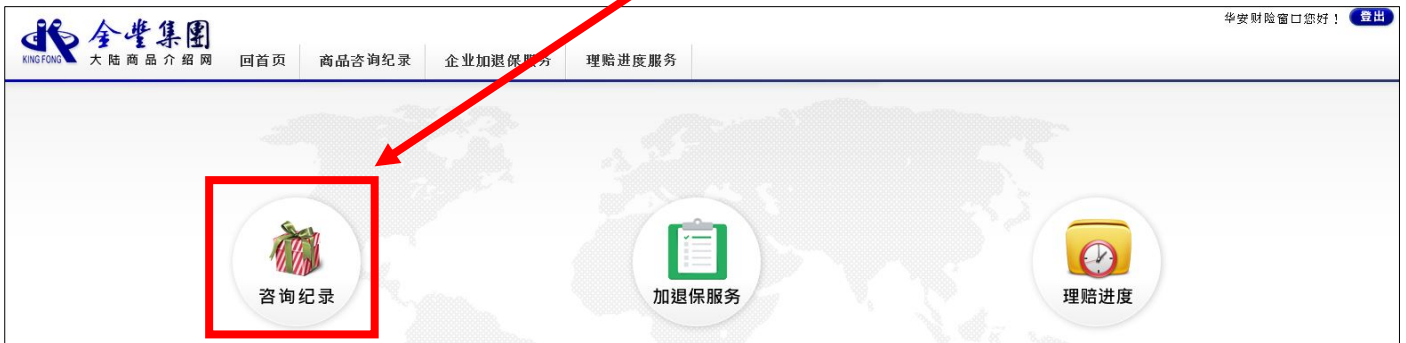 华安财险窗口您好！ 登出
全豐集團
KING FONG 大陆商品介绍网
回首页 商品咨询纪录 企业加退保服务 理赔进度服务
咨询纪录 加退保服务 理赔进度